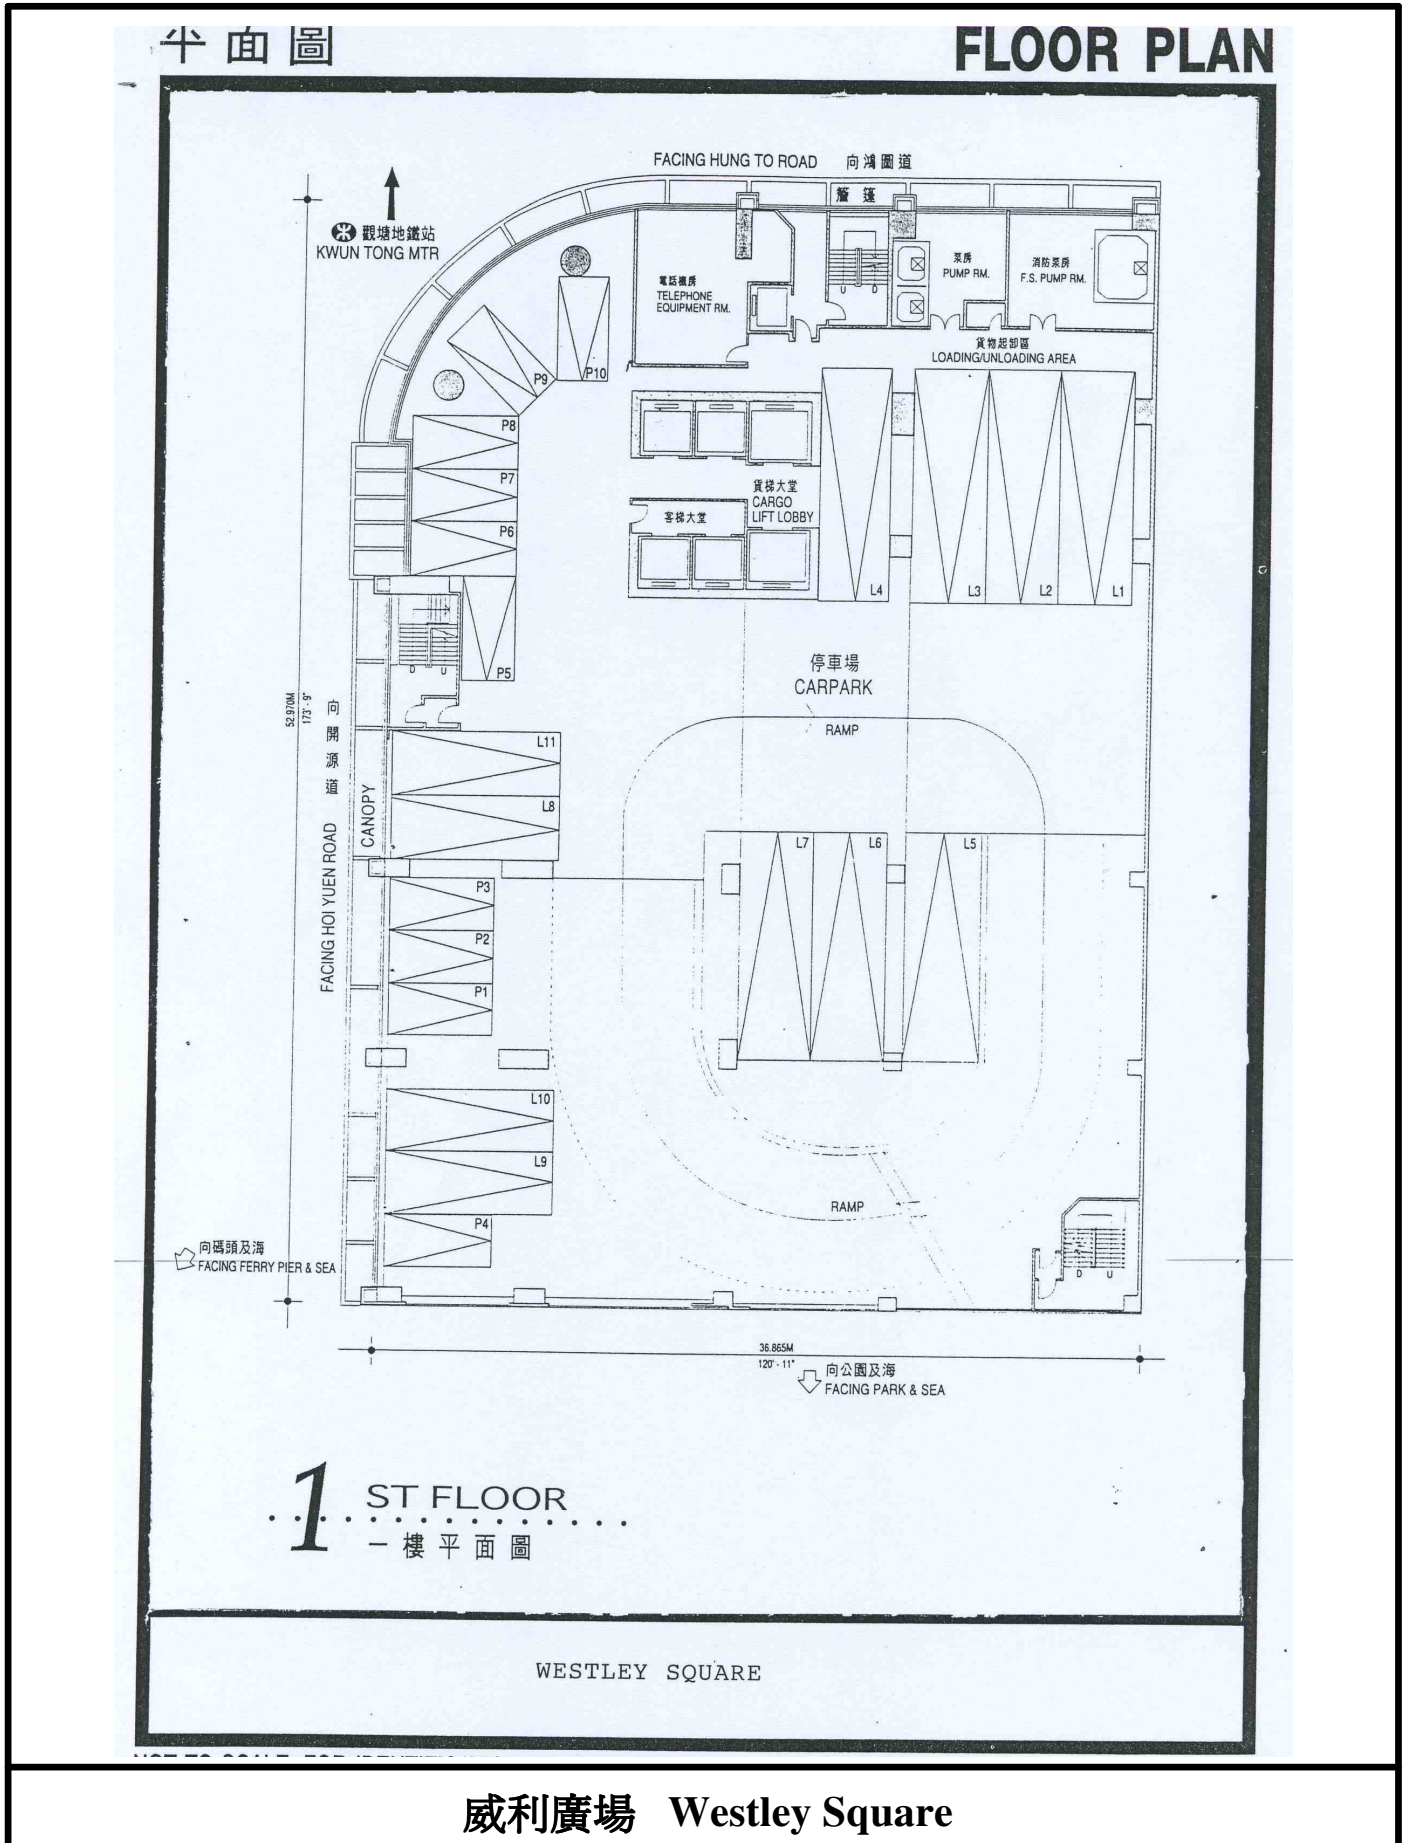 平面圖
FLOOR PLAN
FACING HUNG TO ROAD 向鴻圖道
簷篷
觀塘地鐵站
KWUN TONG MTR
電話機房
TELEPHONE
EQUIPMENT RM.
U D
泵房
PUMP RM.
消防泵房
F.S. PUMP RM.
貨物起卸區
LOADING/UNLOADING AREA
P10
P9
P8
P7
P6
P5
貨梯大堂
CARGO
LIFT LOBBY
客梯大堂
L4
L3
L2
L1
D U
停車場
CARPARK
RAMP
52.970M
173'-9"
向開源道
FACING HOI YUEN ROAD
CANOPY
L11
L8
L7
L6
L5
P3
P2
P1
L10
L9
P4
RAMP
D U
向碼頭及海
FACING FERRY PIER & SEA
36.865M
120'-11"
向公園及海
FACING PARK & SEA
1 ST FLOOR
一樓平面圖
WESTLEY SQUARE
威利廣場 Westley Square